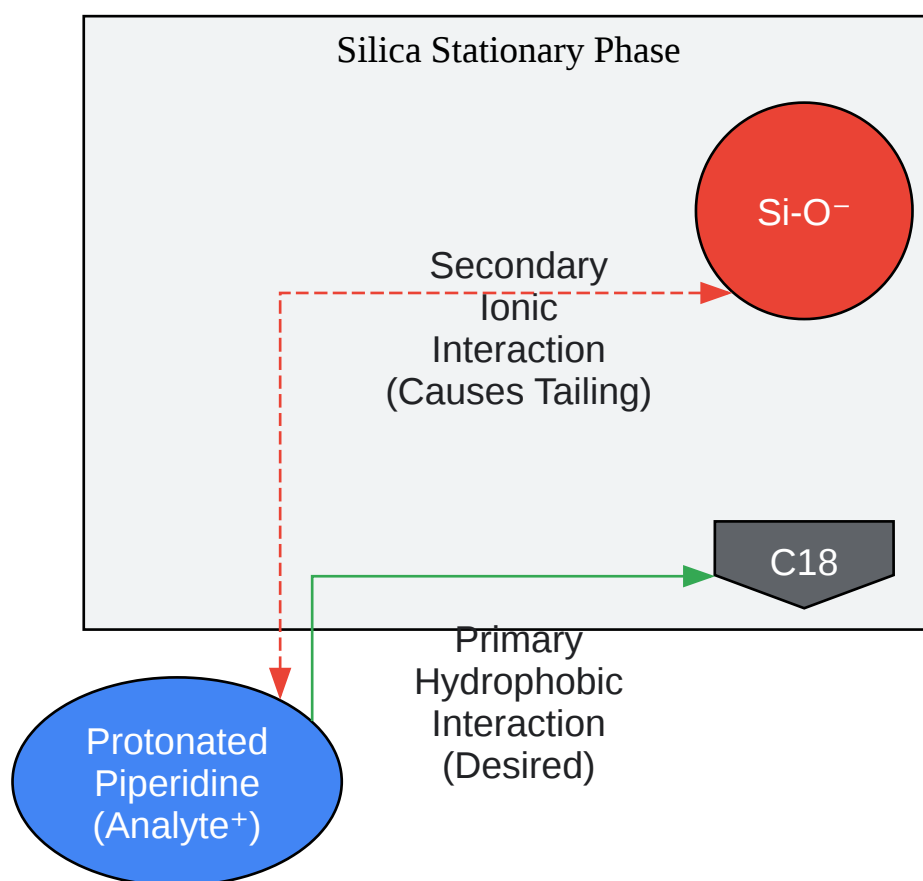 Silica Stationary Phase
Si-O⁻
Secondary
Ionic
Interaction
(Causes Tailing)
C18
Primary
Hydrophobic
Interaction
(Desired)
Protonated
Piperidine
(Analyte⁺)